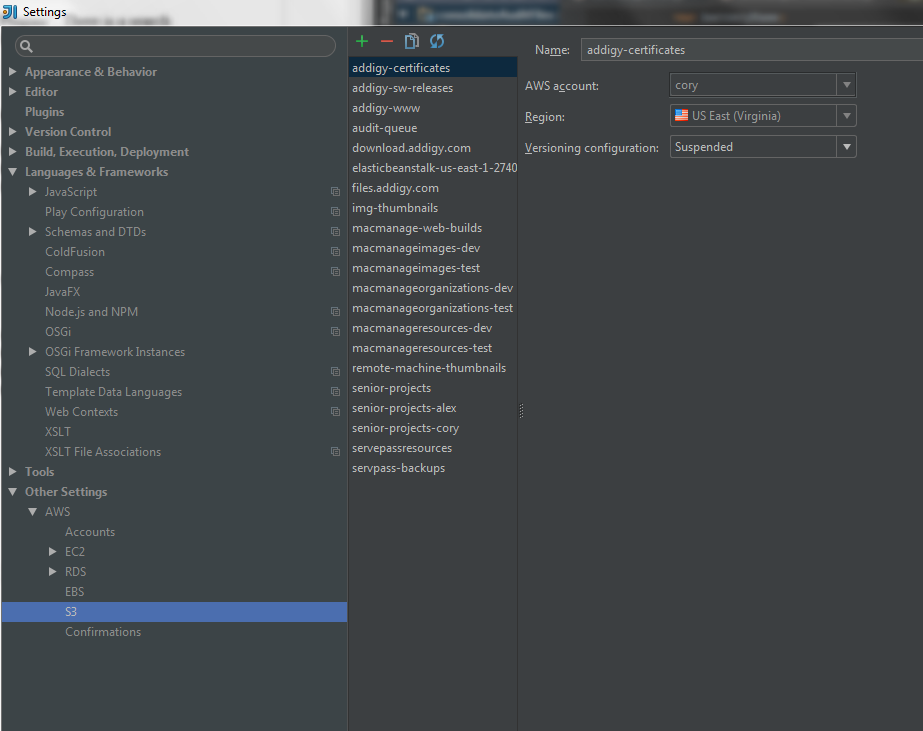 Settings
Appearance & Behavior
Editor
Plugins
Version Control
Build, Execution, Deployment
Languages & Frameworks
JavaScript
Play Configuration
Schemas and DTDs
ColdFusion
Compass
JavaFX
Node.js and NPM
OSGi
OSGi Framework Instances
SQL Dialects
Template Data Languages
Web Contexts
XSLT
XSLT File Associations
Tools
Other Settings
AWS
Accounts
EC2
RDS
EBS
S3
Confirmations
addigy-certificates
addigy-sw-releases
addigy-www
audit-queue
download.addigy.com
elasticbeanstalk-us-east-1-2740
files.addigy.com
img-thumbnails
macmanage-web-builds
macmanageimages-dev
macmanageimages-test
macmanageorganizations-dev
macmanageorganizations-test
macmanageresources-dev
macmanageresources-test
remote-machine-thumbnails
senior-projects
senior-projects-alex
senior-projects-cory
servepassresources
servpass-backups
Name: addigy-certificates
AWS account: cory
Region: US East (Virginia)
Versioning configuration: Suspended